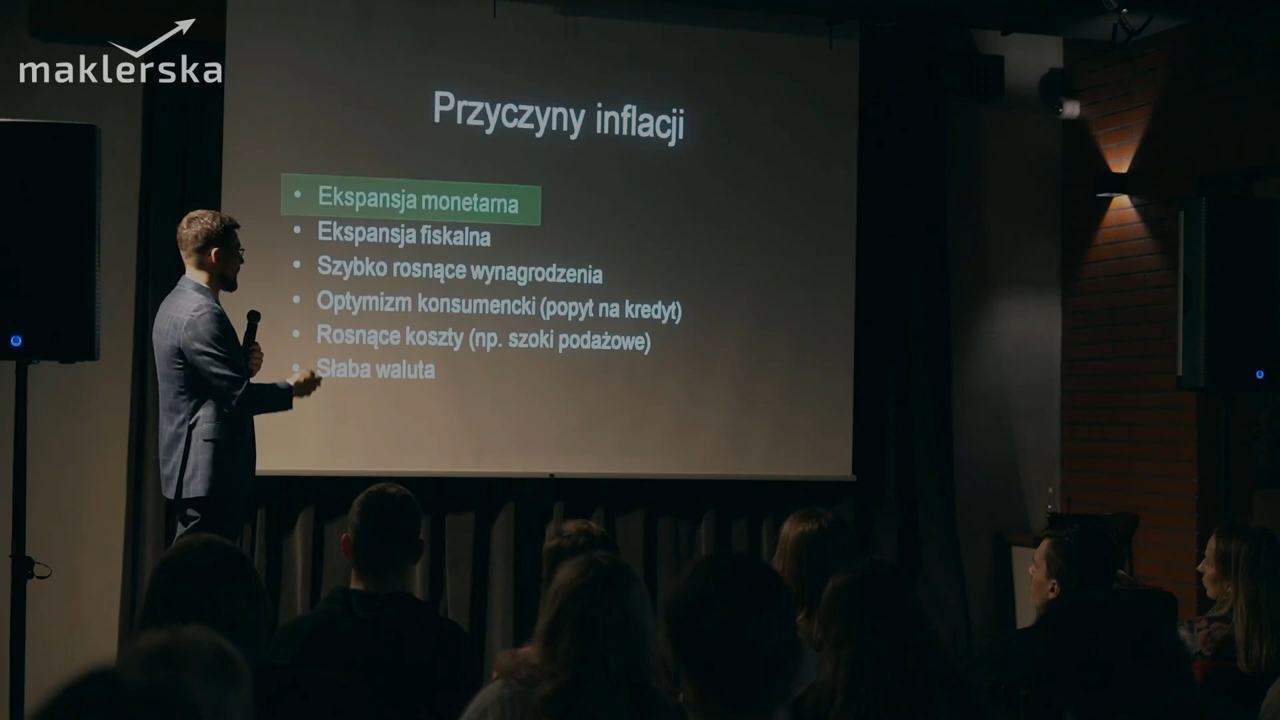 maklerska
Przyczyny inflacji
• Ekspansja monetarna
• Ekspansja fiskalna
• Szybko rosnące wynagrodzenia
• Optymizm konsumencki (popyt na kredyt)
• Rosnące koszty (np. szoki podażowe)
• Słaba waluta